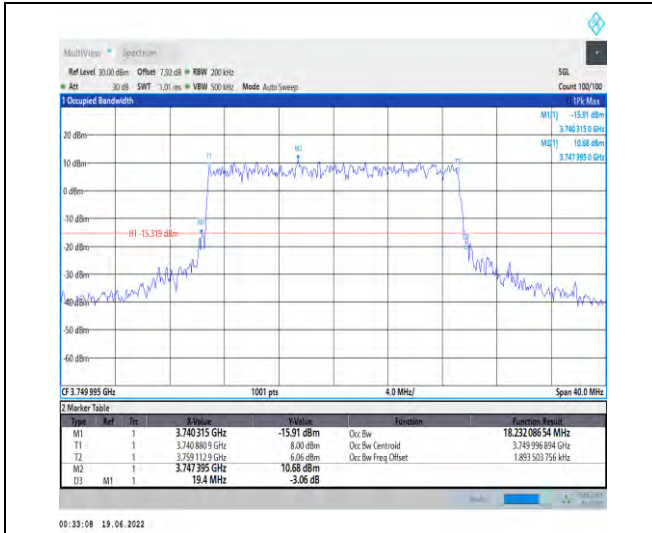 MultiView Spectrum
Ref Level 30.00 dBm Offset 7.92 dB RBW 200 kHz SGL
Att 30 dB SWT 1.01 ms VBW 500 kHz Mode Auto Sweep Count 100/100
1 Occupied Bandwidth 1Pk Max
M1[1] -15.91 dBm
3.740 315 0 GHz
M2[1] 10.68 dBm
3.747 395 0 GHz
20 dBm
T1 M2
10 dBm
0 dBm
-10 dBm
H1 -15.319 dBm
-20 dBm
-30 dBm
-40 dBm
-50 dBm
-60 dBm
CF 3.749 995 GHz 1001 pts 4.0 MHz/ Span 40.0 MHz
2 Marker Table
Type Ref Trc X-Value Y-Value Function Function Result
M1 1 3.740315 GHz -15.91 dBm Occ Bw 18.232 086 54 MHz
T1 1 3.740 880 9 GHz 8.00 dBm Occ Bw Centroid 3.749 996 894 GHz
T2 1 3.759 112 9 GHz 6.06 dBm Occ Bw Freq Offset 1.893 503 756 kHz
M2 1 3.747395 GHz 10.68 dBm
D3 M1 1 19.4 MHz -3.06 dB
00:33:08 19.06.2022